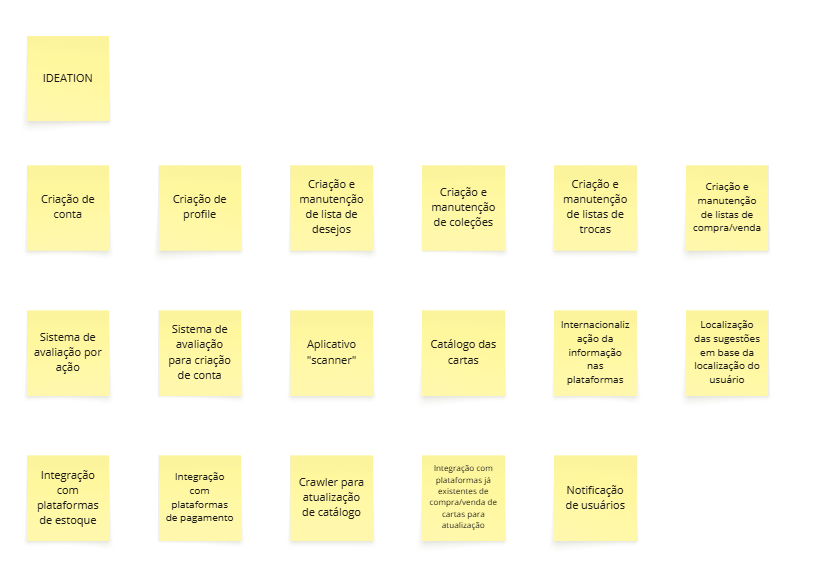 IDEATION
Criação de
conta
Criação de
profile
Criação e
manutenção
de lista de
desejos
Criação e
manutenção
de coleções
Criação e
manutenção
de listas de
trocas
Criação e
manutenção
de listas de
compra/venda
Sistema de
avaliação por
ação
Sistema de
avaliação
para criação
de conta
Aplicativo
"scanner"
Catálogo das
cartas
Internacionaliz
ação da
informação
nas
plataformas
Localização
das sugestões
em base da
localização do
usuário
Integração
com
plataformas
de estoque
Integração
com
plataformas
de pagamento
Crawler para
atualização
de catálogo
Integração com
plataformas já
existentes de
compra/venda de
cartas para
atualização
Notificação
de usuários